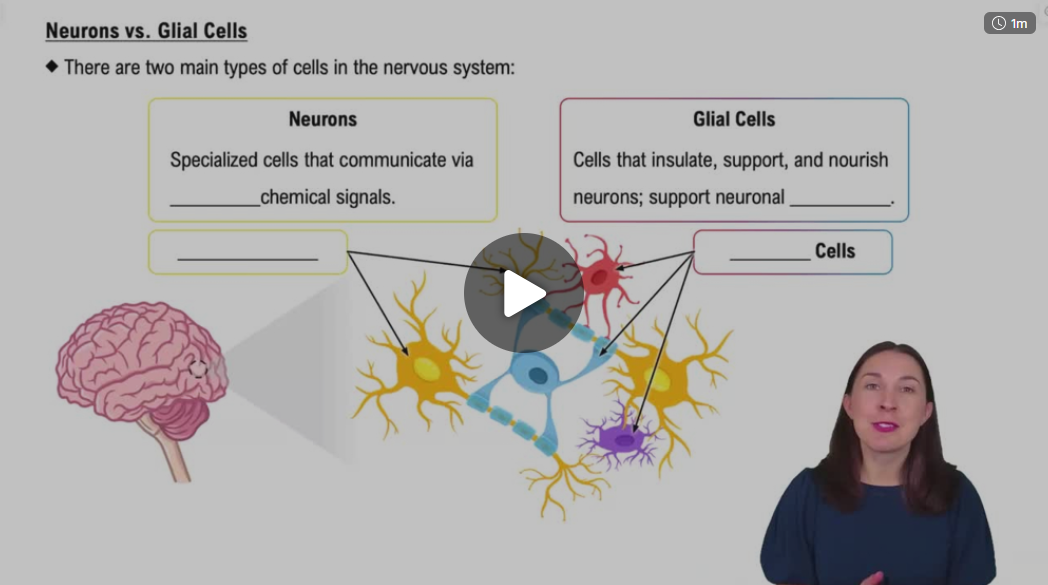 Neurons vs. Glial Cells
1m
◆ There are two main types of cells in the nervous system:
Neurons
Specialized cells that communicate via
_________chemical signals.
Glial Cells
Cells that insulate, support, and nourish
neurons; support neuronal __________.
______________
________ Cells